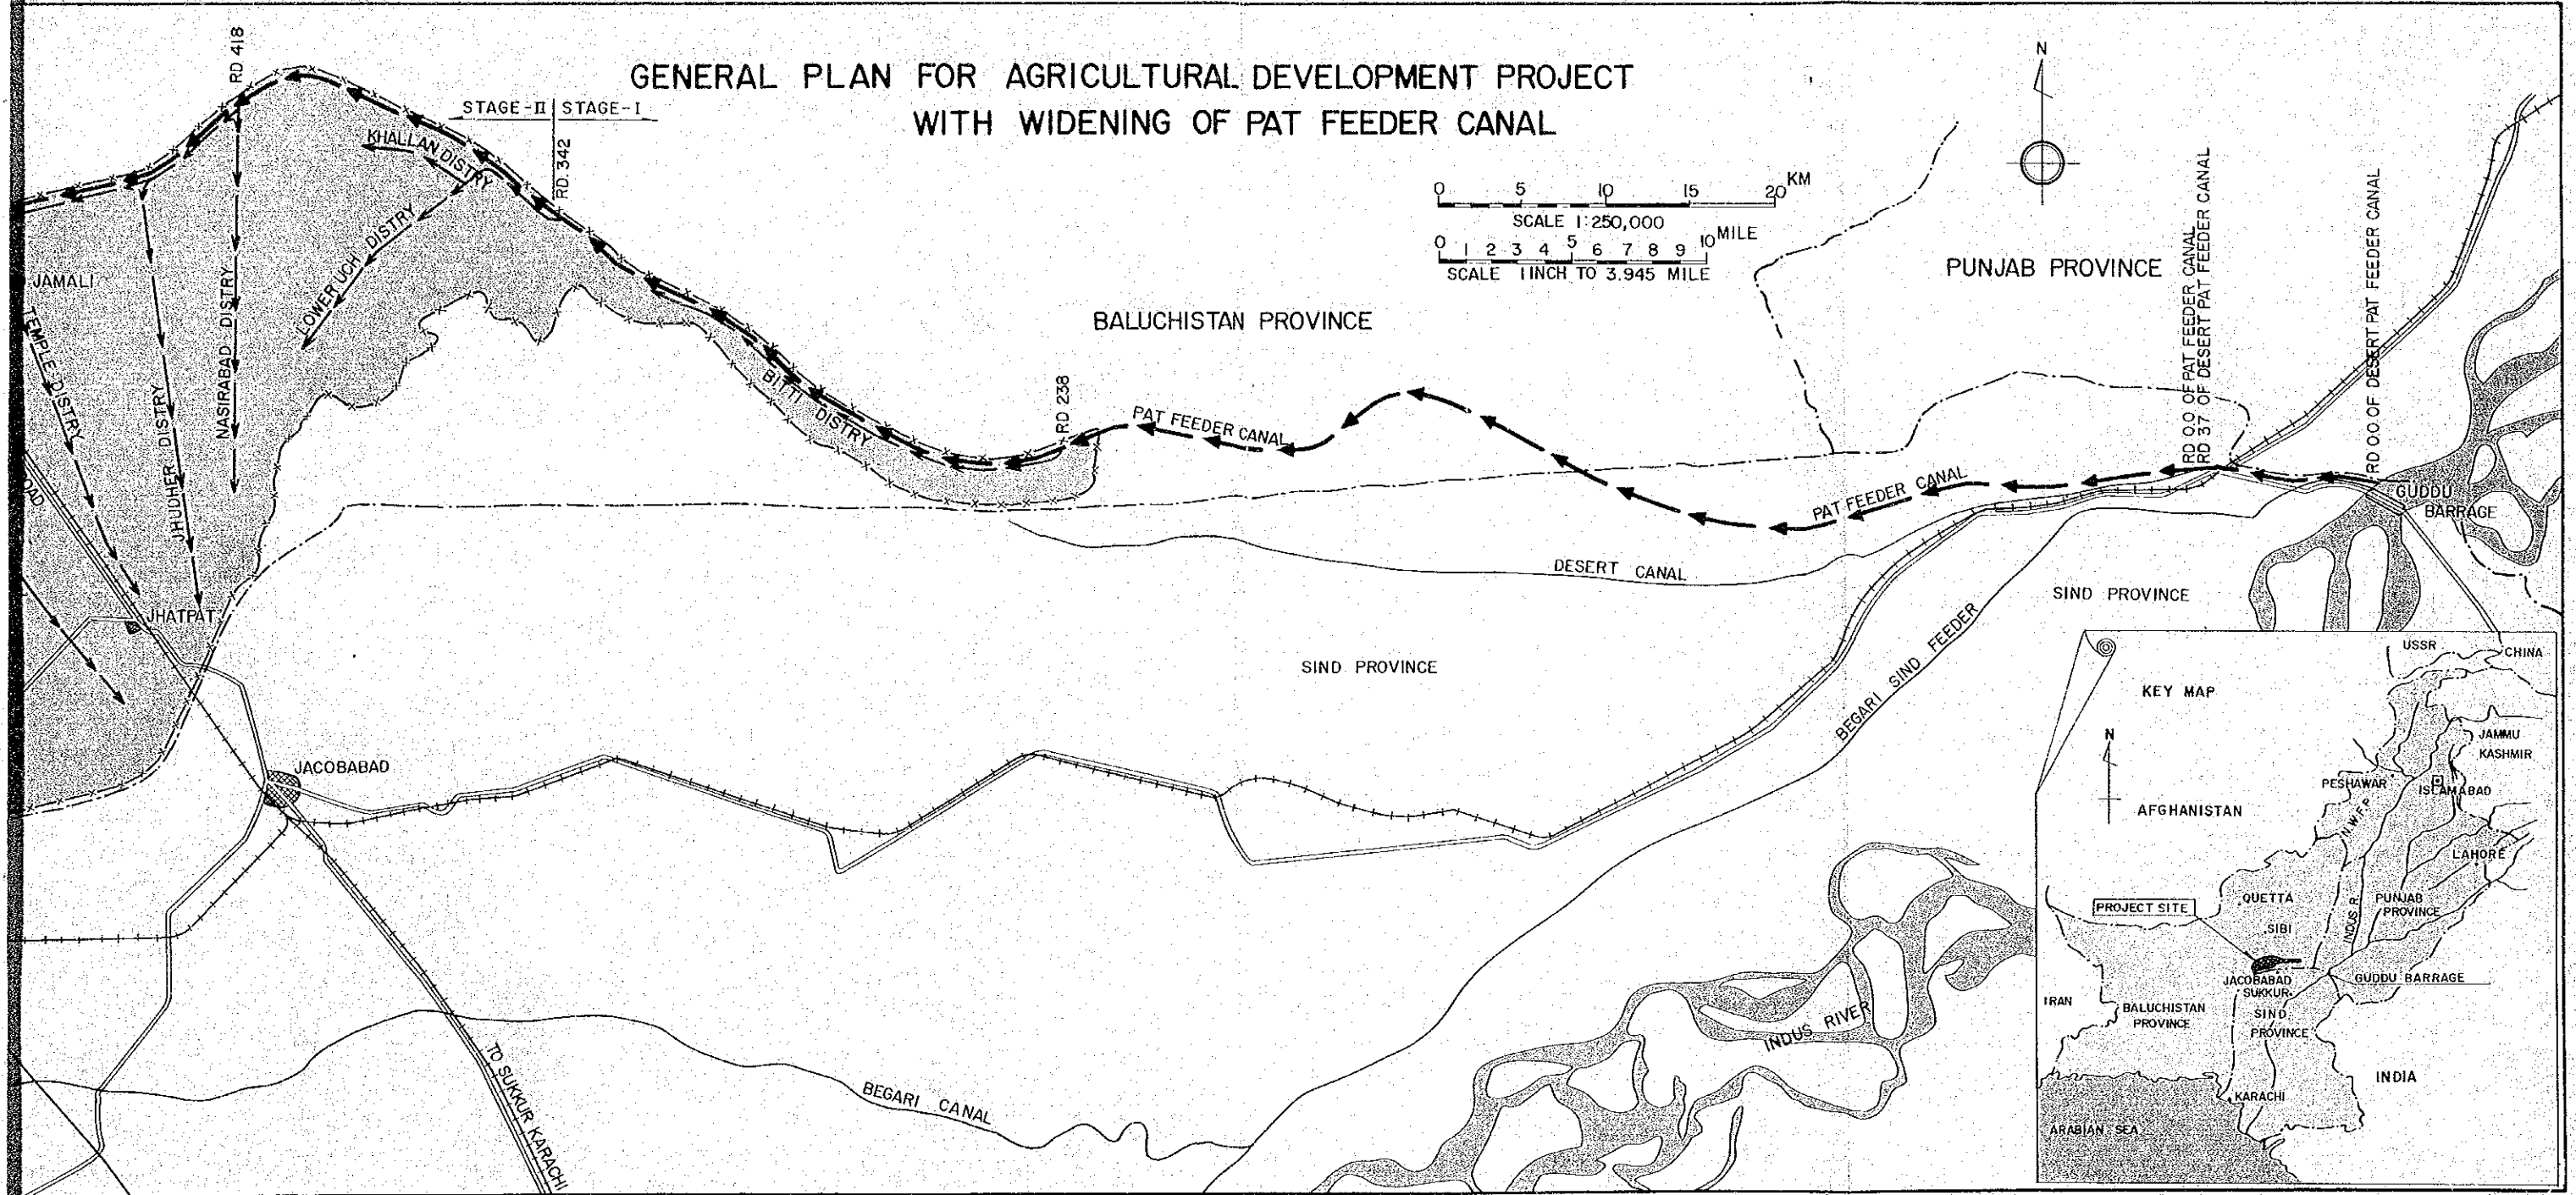 GENERAL PLAN FOR AGRICULTURAL DEVELOPMENT PROJECT
WITH WIDENING OF PAT FEEDER CANAL
RD 418
STAGE-II
STAGE-I
RD. 342
KHALLAN DISTRY
LOWER UCH DISTRY
NASIRABAD DISTRY
JHUDHER DISTRY
TEMPLE DISTRY
JAMALI
JHATPAT
JACOBABAD
BITTI DISTRY
RD 238
PAT FEEDER CANAL
BALUCHISTAN PROVINCE
0 5 10 15 20 KM
SCALE 1:250,000
0 1 2 3 4 5 6 7 8 9 10 MILE
SCALE 1 INCH TO 3.945 MILE
N
PUNJAB PROVINCE
RD 0.0 OF PAT FEEDER CANAL
RD 37 OF DESERT PAT FEEDER CANAL
RD 0.0 OF DESERT PAT FEEDER CANAL
PAT FEEDER CANAL
GUDDU
BARRAGE
DESERT CANAL
SIND PROVINCE
SIND PROVINCE
BEGARI SIND FEEDER
INDUS RIVER
BEGARI CANAL
TO SUKKUR KARACHI
KEY MAP
N
USSR
CHINA
JAMMU
KASHMIR
PESHAWAR
ISLAMABAD
N.W.F.P.
AFGHANISTAN
LAHORE
PROJECT SITE
QUETTA
PUNJAB
PROVINCE
INDUS R.
SIBI
JACOBABAD
SUKKUR
GUDDU BARRAGE
IRAN
BALUCHISTAN
PROVINCE
SIND
PROVINCE
INDIA
KARACHI
ARABIAN SEA